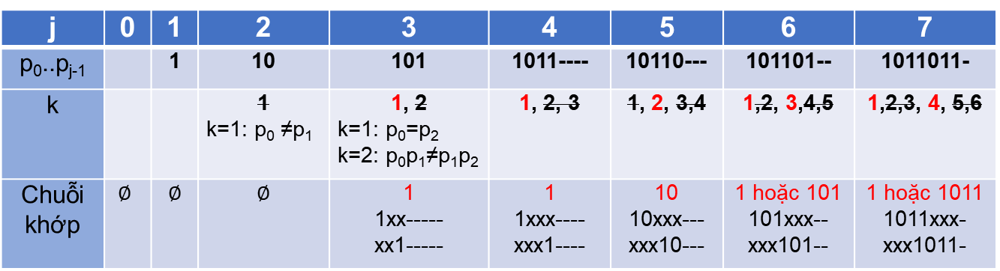 j 0 1 2 3 4 5 6 7
p₀..pⱼ₋₁ 1 10 101 1011---- 10110--- 101101-- 1011011-
k 1 1, 2 1, 2, 3 1, 2, 3,4 1,2, 3,4,5 1,2,3, 4, 5,6
k=1: p₀ ≠p₁ k=1: p₀=p₂
k=2: p₀p₁≠p₁p₂
Chuỗi khớp ∅ ∅ ∅ 1 1 10 1 hoặc 101 1 hoặc 1011
1xx----- 1xxx---- 10xxx--- 101xxx-- 1011xxx-
xx1----- xxx1---- xxx10--- xxx101-- xxx1011-